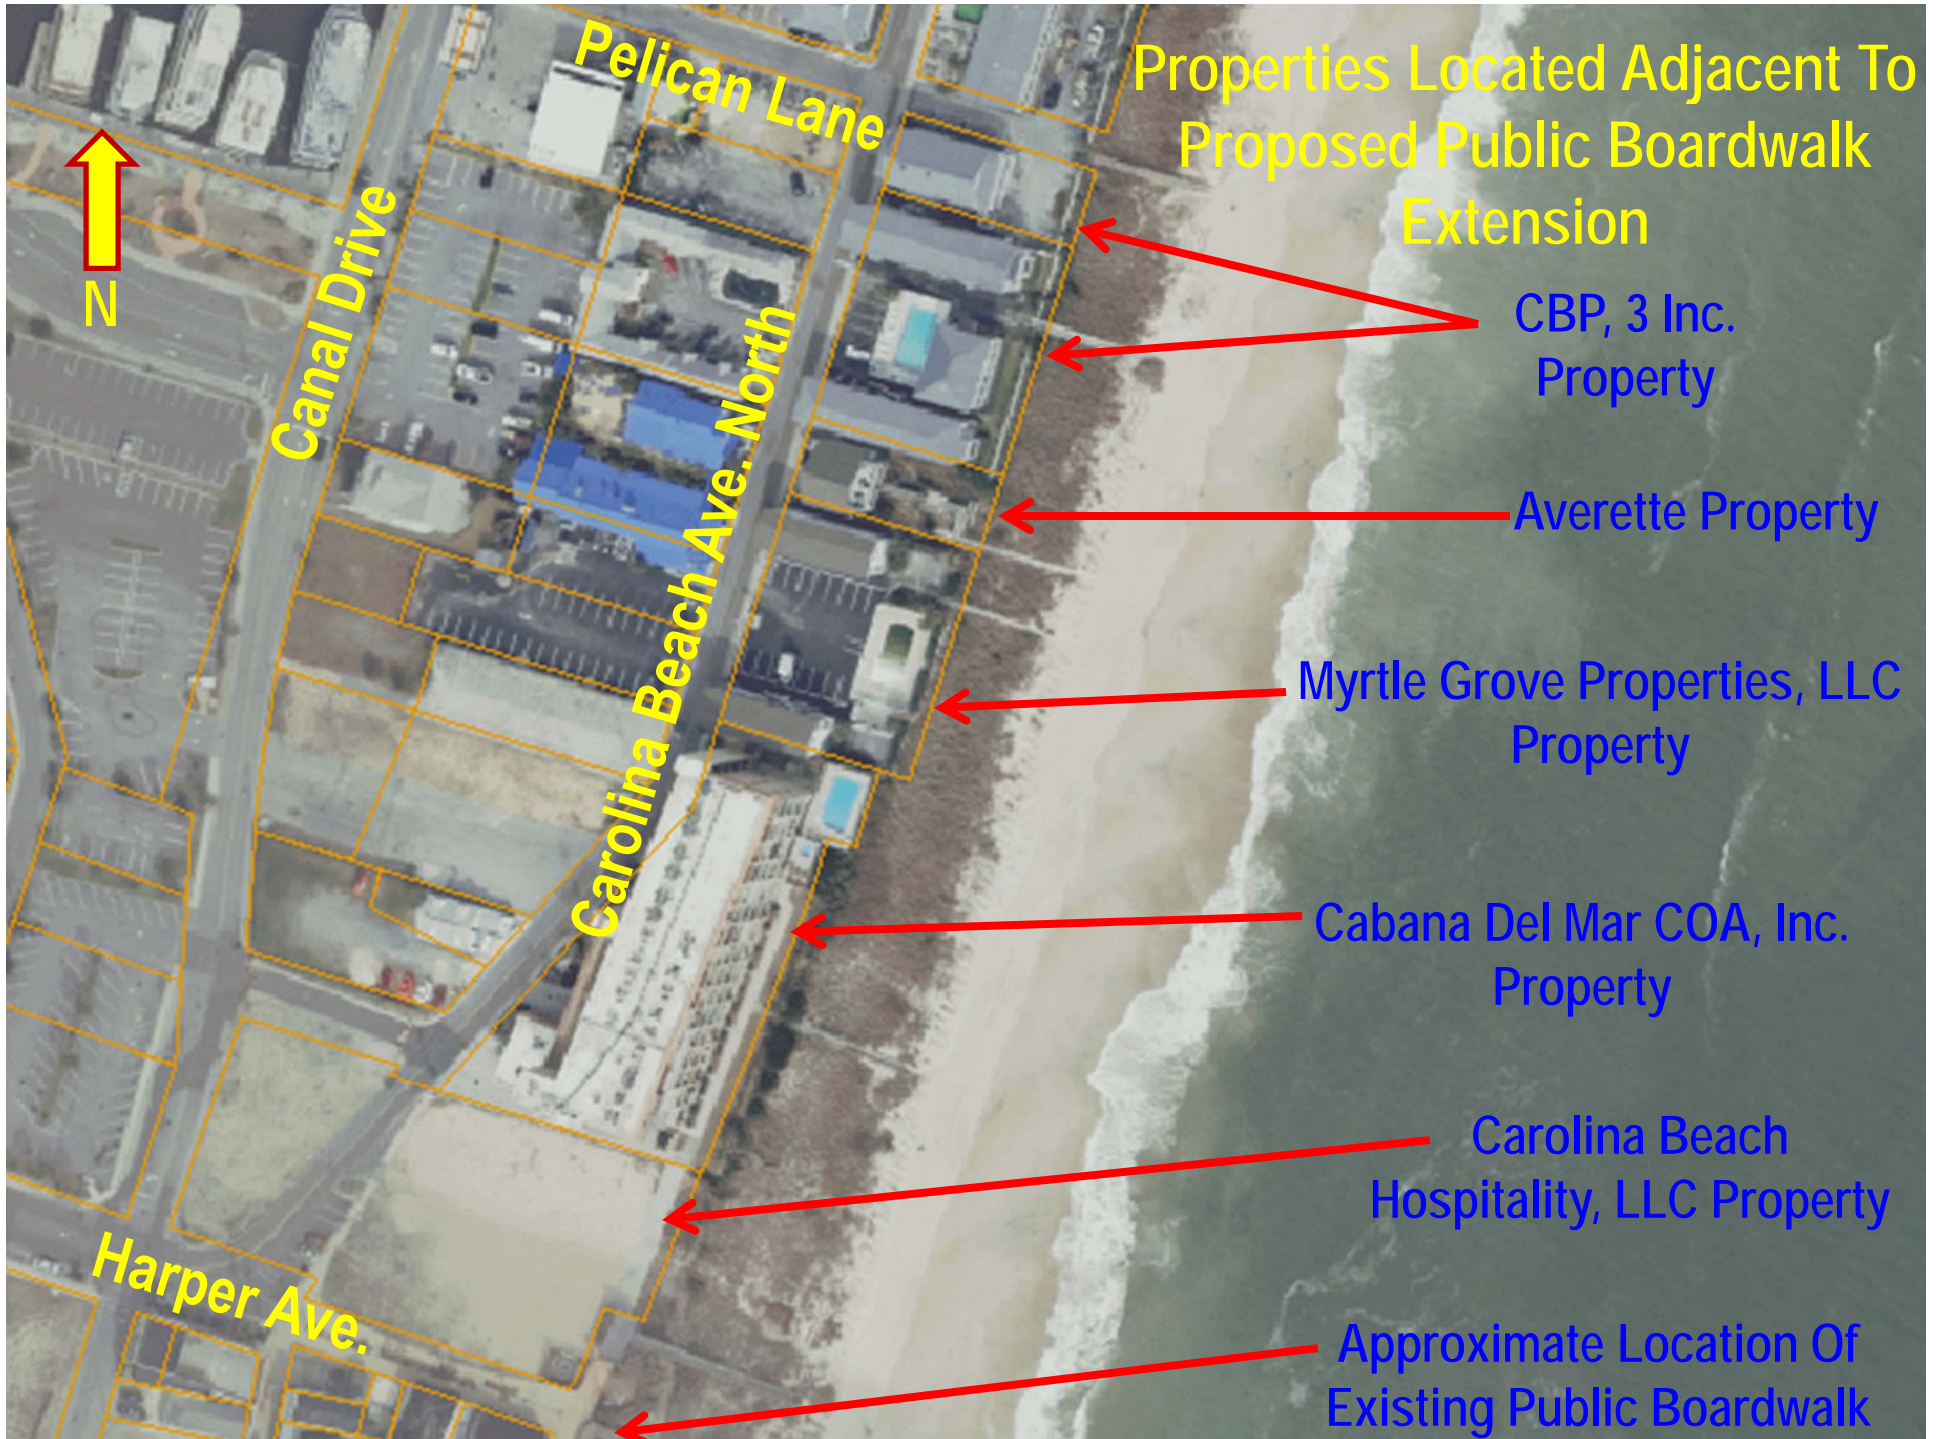 Properties Located Adjacent To
Proposed Public Boardwalk
Extension
Pelican Lane
N
Canal Drive
Carolina Beach Ave. North
CBP, 3 Inc.
Property
Averette Property
Myrtle Grove Properties, LLC
Property
Cabana Del Mar COA, Inc.
Property
Carolina Beach
Hospitality, LLC Property
Harper Ave.
Approximate Location Of
Existing Public Boardwalk